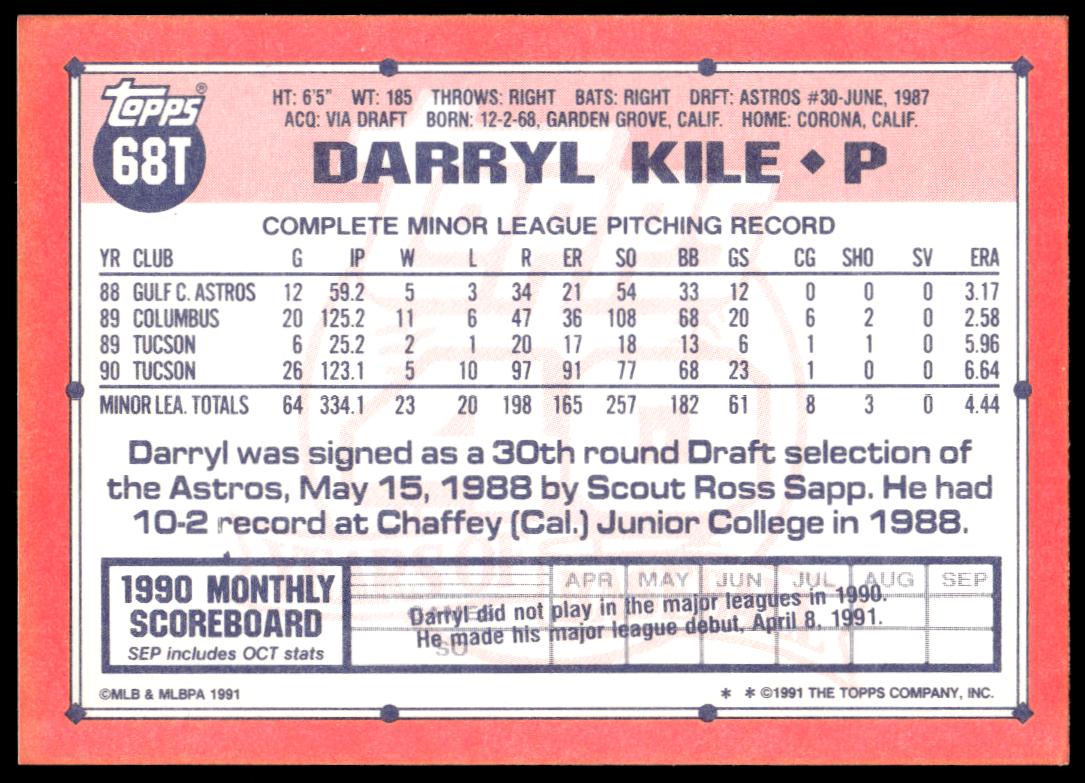 Topps®
68T
HT: 6'5" WT: 185 THROWS: RIGHT BATS: RIGHT DRFT: ASTROS #30-JUNE, 1987
ACQ: VIA DRAFT BORN: 12-2-68, GARDEN GROVE, CALIF. HOME: CORONA, CALIF.
DARRYL KILE ◆ P
COMPLETE MINOR LEAGUE PITCHING RECORD
YR CLUB G IP W L R ER SO BB GS CG SHO SV ERA
88 GULF C. ASTROS 12 59.2 5 3 34 21 54 33 12 0 0 0 3.17
89 COLUMBUS 20 125.2 11 6 47 36 108 68 20 6 2 0 2.58
89 TUCSON 6 25.2 2 1 20 17 18 13 6 1 1 0 5.96
90 TUCSON 26 123.1 5 10 97 91 77 68 23 1 0 0 6.64
MINOR LEA. TOTALS 64 334.1 23 20 198 165 257 182 61 8 3 0 4.44
Darryl was signed as a 30th round Draft selection of
the Astros, May 15, 1988 by Scout Ross Sapp. He had
10-2 record at Chaffey (Cal.) Junior College in 1988.
1990 MONTHLY
SCOREBOARD
SEP includes OCT stats
APR MAY JUN JUL AUG SEP
Darryl did not play in the major leagues in 1990.
He made his major league debut, April 8, 1991.
SO
©MLB & MLBPA 1991
* * ©1991 THE TOPPS COMPANY, INC.